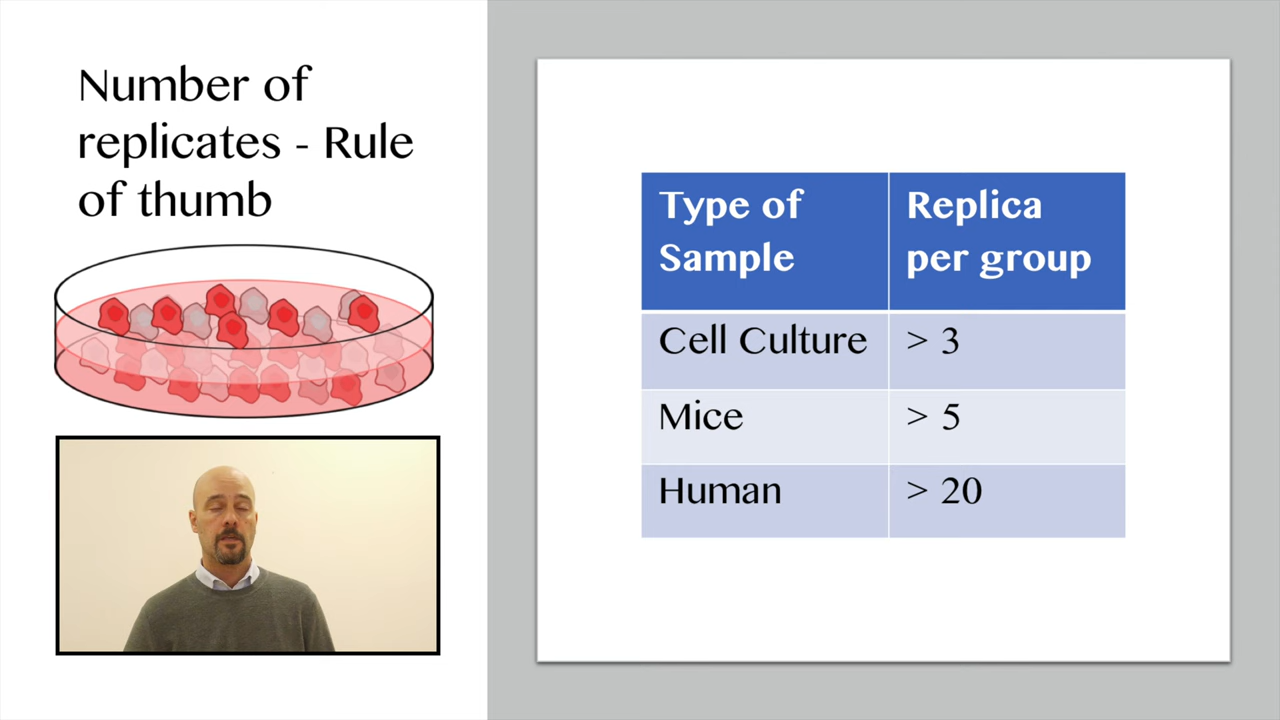 Number of
replicates - Rule
of thumb
Type of
Sample
Replica
per group
Cell Culture
> 3
Mice
> 5
Human
> 20